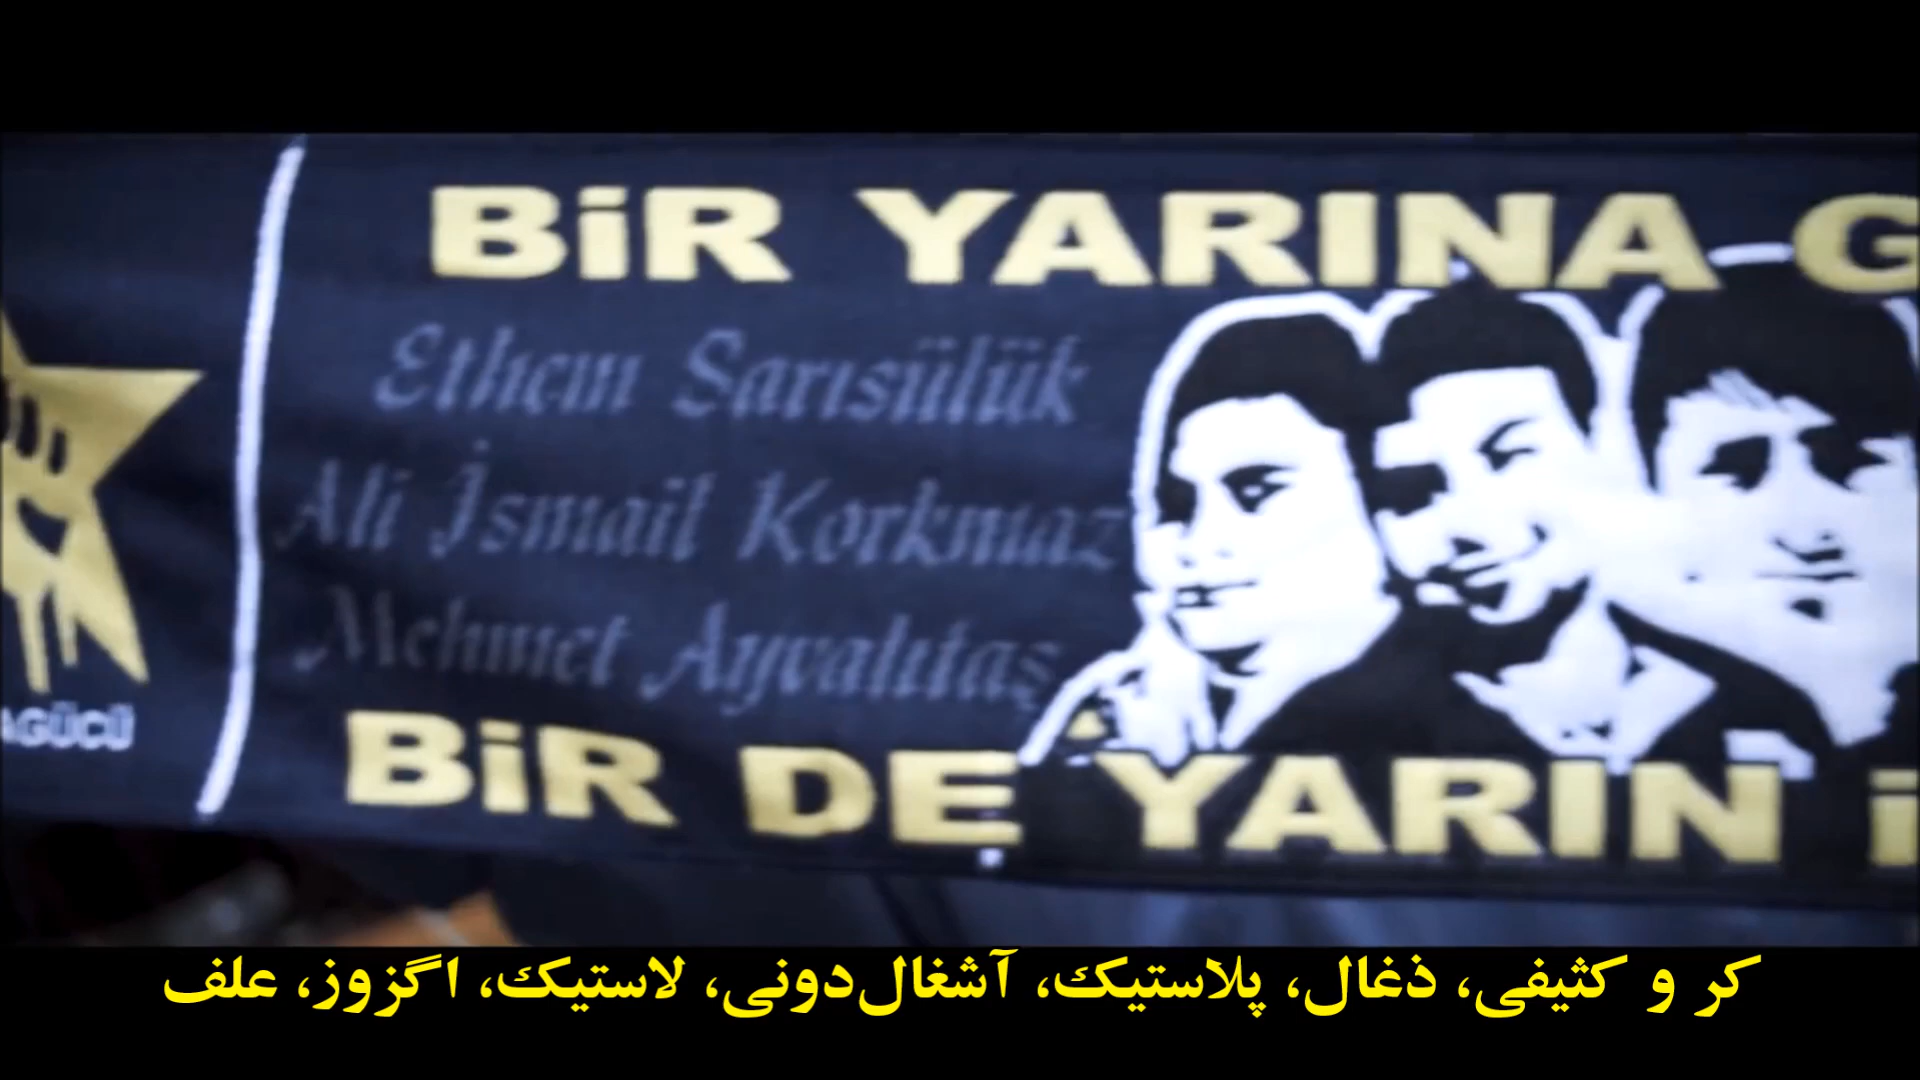 BiR YARINA G
Ethem Sarısülük
Ali İsmail Korkmaz
Mehmet Ayvalıtaş
AGÜCÜ
BiR DE YARIN i
کر و کثیفی، ذغال، پلاستیک، آشغال‌دونی، لاستیک، اگزوز، علف